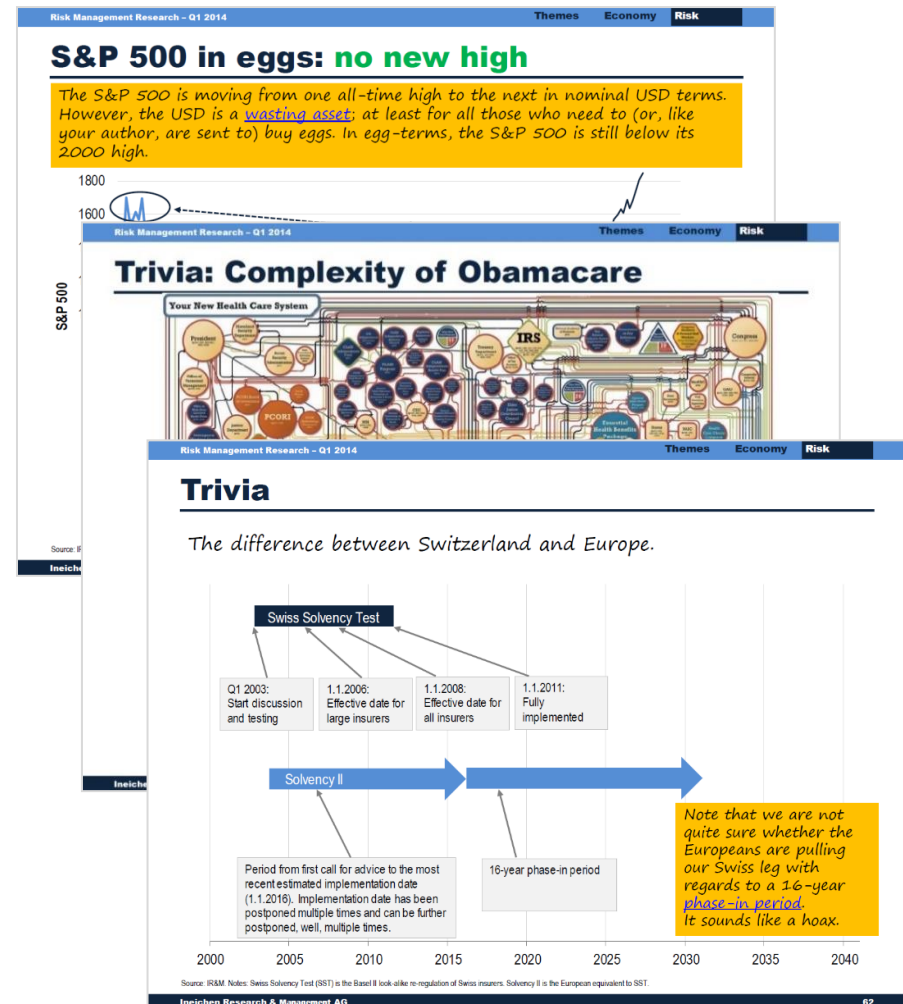 Risk Management Research – Q1 2014
Themes Economy Risk
S&P 500 in eggs: no new high
The S&P 500 is moving from one all-time high to the next in nominal USD terms.
However, the USD is a wasting asset; at least for all those who need to (or, like
your author, are sent to) buy eggs. In egg-terms, the S&P 500 is still below its
2000 high.
1800
1600
S&P 500
Risk Management Research – Q1 2014
Themes Economy Risk
Trivia: Complexity of Obamacare
Your New Health Care System
President
IRS
Congress
PCORI
Essential
Health Benefits
Package
Source: IR
Ineiche
Ineiche
Risk Management Research – Q1 2014
Themes Economy Risk
Trivia
The difference between Switzerland and Europe.
Swiss Solvency Test
Q1 2003:
Start discussion
and testing
1.1.2006:
Effective date for
large insurers
1.1.2008:
Effective date for
all insurers
1.1.2011:
Fully
implemented
Solvency II
Period from first call for advice to the most
recent estimated implementation date
(1.1.2016). Implementation date has been
postponed multiple times and can be further
postponed, well, multiple times.
16-year phase-in period
Note that we are not
quite sure whether the
Europeans are pulling
our Swiss leg with
regards to a 16-year
phase-in period.
It sounds like a hoax.
2000 2005 2010 2015 2020 2025 2030 2035 2040
Source: IR&M. Notes: Swiss Solvency Test (SST) is the Basel II look-alike re-regulation of Swiss insurers. Solvency II is the European equivalent to SST.
Ineichen Research & Management AG
62